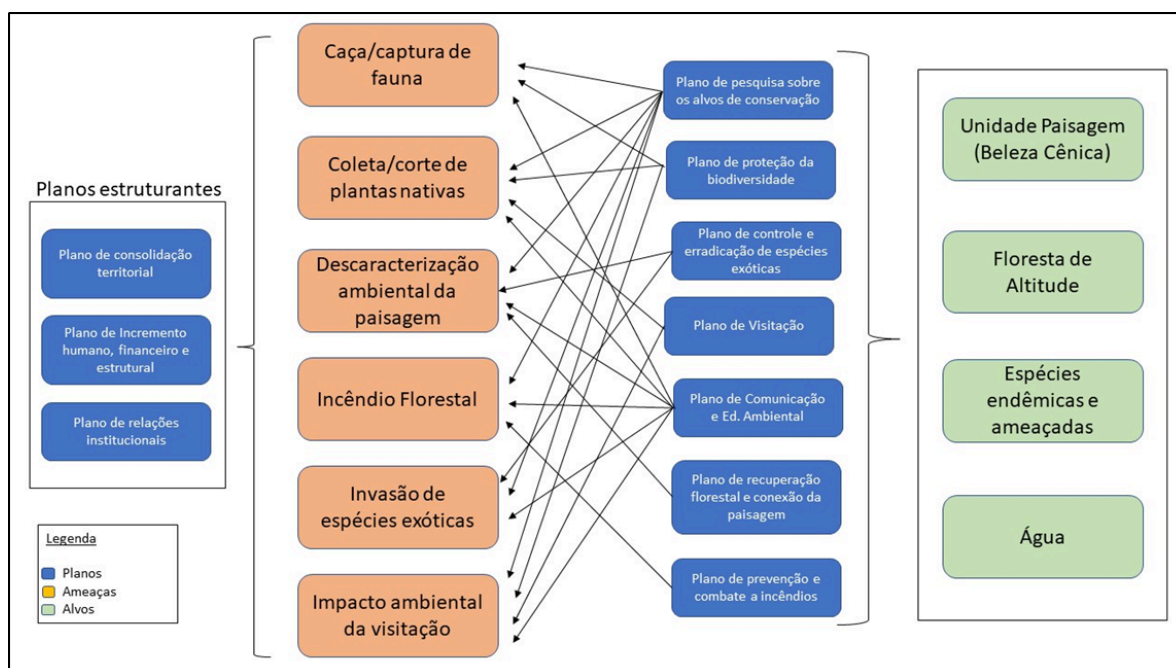 Planos estruturantes
Plano de consolidação
territorial
Plano de Incremento
humano, financeiro e
estrutural
Plano de relações
institucionais
Legenda
Planos
Ameaças
Alvos
Caça/captura de
fauna
Coleta/corte de
plantas nativas
Descaracterização
ambiental da
paisagem
Incêndio Florestal
Invasão de
espécies exóticas
Impacto ambiental
da visitação
Plano de pesquisa sobre
os alvos de conservação
Plano de proteção da
biodiversidade
Plano de controle e
erradicação de espécies
exóticas
Plano de Visitação
Plano de Comunicação
e Ed. Ambiental
Plano de recuperação
florestal e conexão da
paisagem
Plano de prevenção e
combate a incêndios
Unidade Paisagem
(Beleza Cênica)
Floresta de
Altitude
Espécies
endêmicas e
ameaçadas
Água